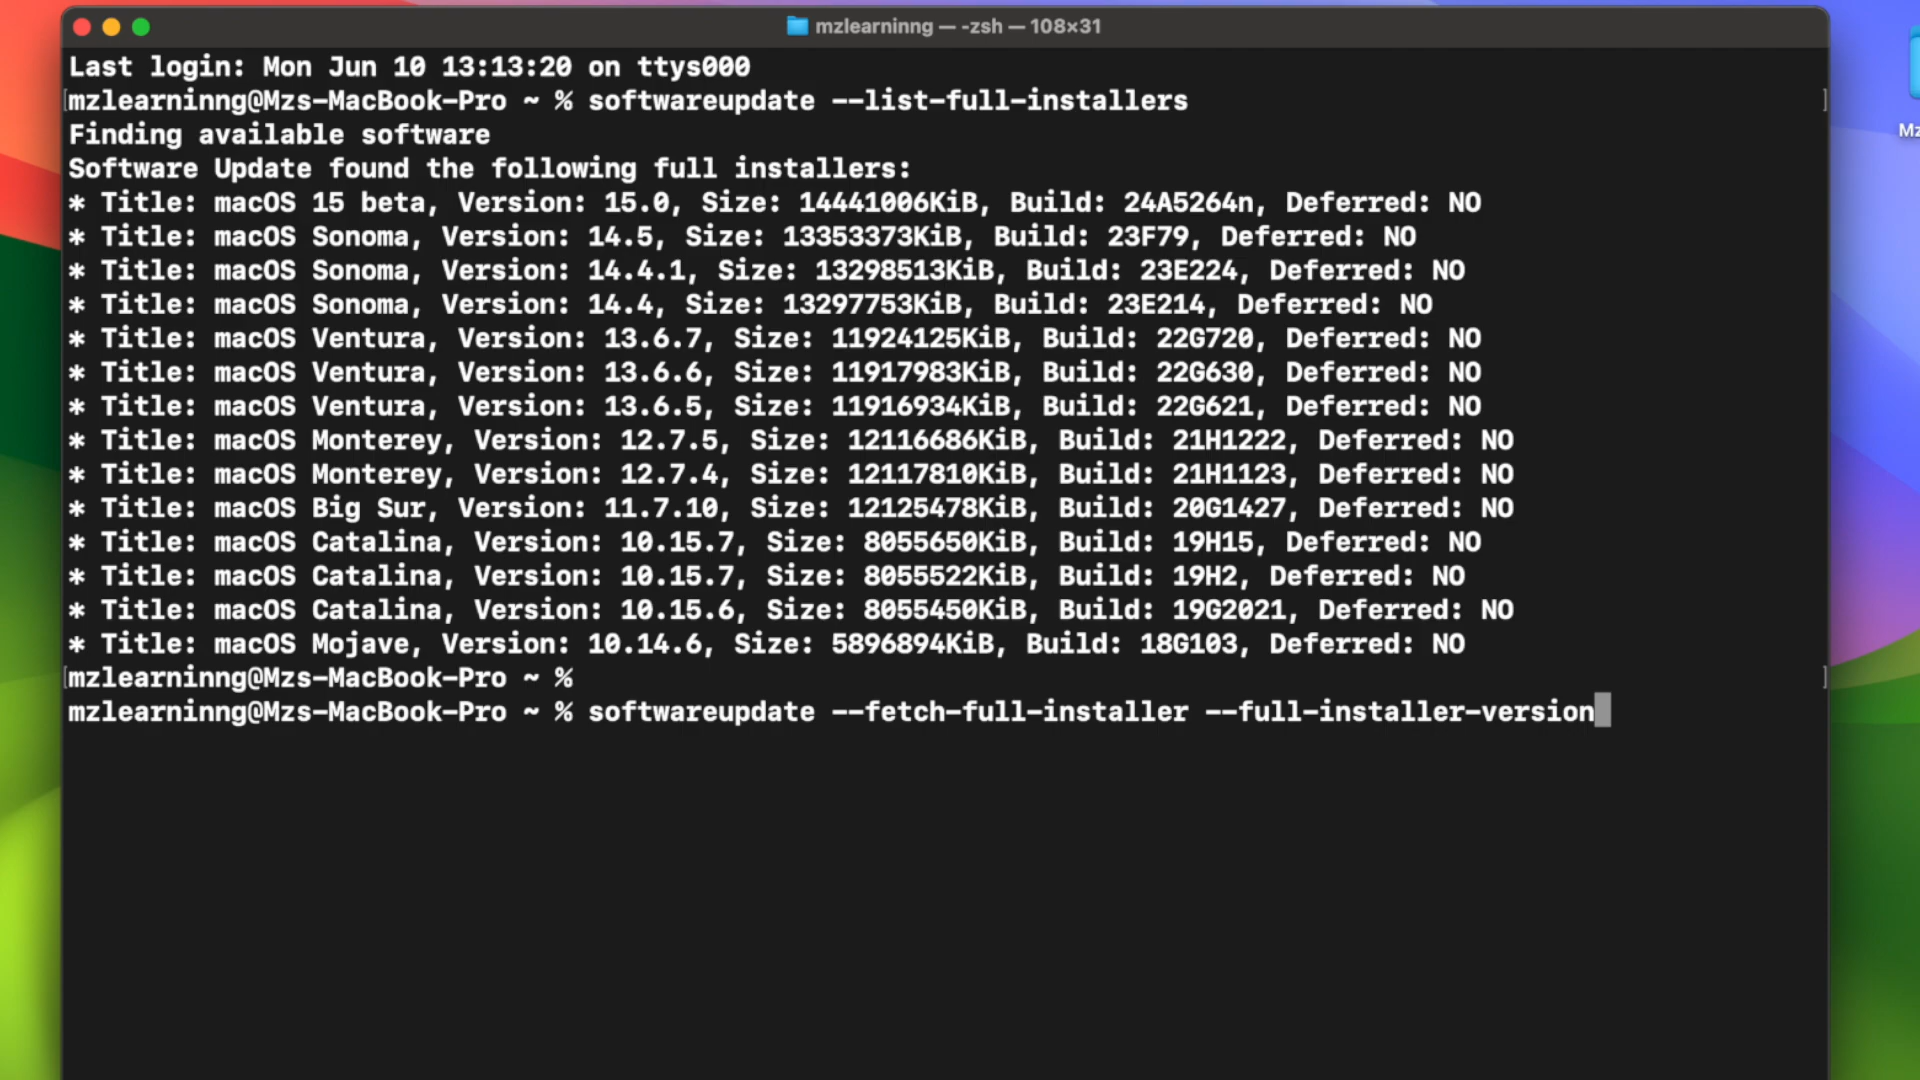 mzlearninng — -zsh — 108×31
Last login: Mon Jun 10 13:13:20 on ttys000
[mzlearninng@Mzs-MacBook-Pro ~ % softwareupdate --list-full-installers ]
Finding available software
Software Update found the following full installers:
* Title: macOS 15 beta, Version: 15.0, Size: 14441006KiB, Build: 24A5264n, Deferred: NO
* Title: macOS Sonoma, Version: 14.5, Size: 13353373KiB, Build: 23F79, Deferred: NO
* Title: macOS Sonoma, Version: 14.4.1, Size: 13298513KiB, Build: 23E224, Deferred: NO
* Title: macOS Sonoma, Version: 14.4, Size: 13297753KiB, Build: 23E214, Deferred: NO
* Title: macOS Ventura, Version: 13.6.7, Size: 11924125KiB, Build: 22G720, Deferred: NO
* Title: macOS Ventura, Version: 13.6.6, Size: 11917983KiB, Build: 22G630, Deferred: NO
* Title: macOS Ventura, Version: 13.6.5, Size: 11916934KiB, Build: 22G621, Deferred: NO
* Title: macOS Monterey, Version: 12.7.5, Size: 12116686KiB, Build: 21H1222, Deferred: NO
* Title: macOS Monterey, Version: 12.7.4, Size: 12117810KiB, Build: 21H1123, Deferred: NO
* Title: macOS Big Sur, Version: 11.7.10, Size: 12125478KiB, Build: 20G1427, Deferred: NO
* Title: macOS Catalina, Version: 10.15.7, Size: 8055650KiB, Build: 19H15, Deferred: NO
* Title: macOS Catalina, Version: 10.15.7, Size: 8055522KiB, Build: 19H2, Deferred: NO
* Title: macOS Catalina, Version: 10.15.6, Size: 8055450KiB, Build: 19G2021, Deferred: NO
* Title: macOS Mojave, Version: 10.14.6, Size: 5896894KiB, Build: 18G103, Deferred: NO
[mzlearninng@Mzs-MacBook-Pro ~ % ]
mzlearninng@Mzs-MacBook-Pro ~ % softwareupdate --fetch-full-installer --full-installer-version
Mz